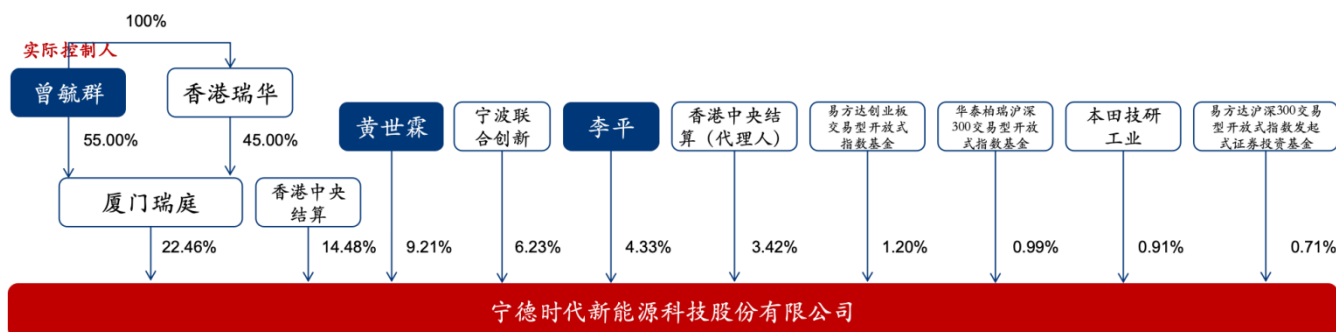 100%
实际控制人
曾毓群
香港瑞华
55.00%
45.00%
厦门瑞庭
香港中央
结算
黄世霖
宁波联
合创新
李平
香港中央结
算（代理人）
易方达创业板
交易型开放式
指数基金
华泰柏瑞沪深
300交易型开放
式指数基金
本田技研
工业
易方达沪深300交易
型开放式指数发起
式证券投资基金
22.46%
14.48%
9.21%
6.23%
4.33%
3.42%
1.20%
0.99%
0.91%
0.71%
宁德时代新能源科技股份有限公司